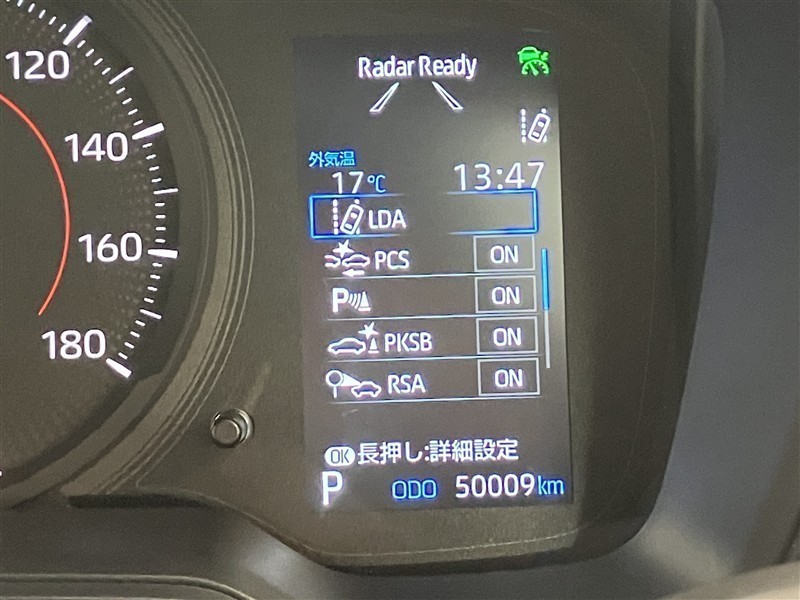 120
140
160
180
Radar Ready
外気温
17℃ 13:47
LDA
PCS ON
P ON
PKSB ON
RSA ON
OK 長押し:詳細設定
P ODO 50009km